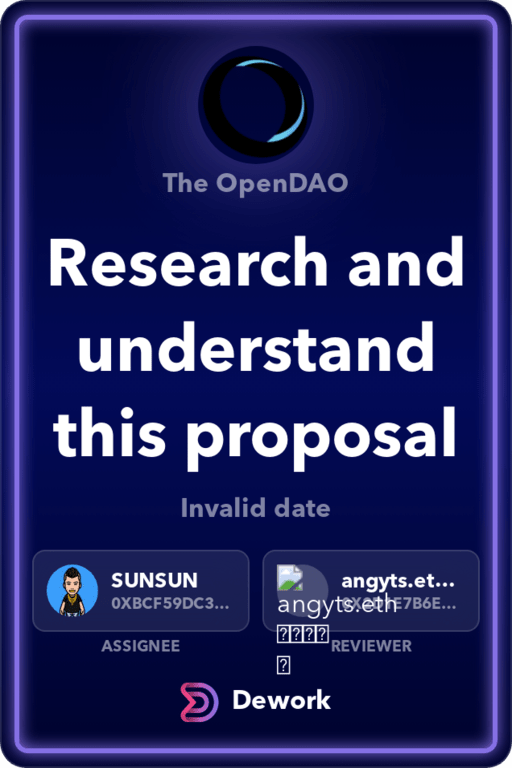 The OpenDAO
Research and
understand
this proposal
Invalid date
SUNSUN
0XBCF59DC3...
ASSIGNEE
angyts.et...
angyts.eth
REVIEWER
Dework